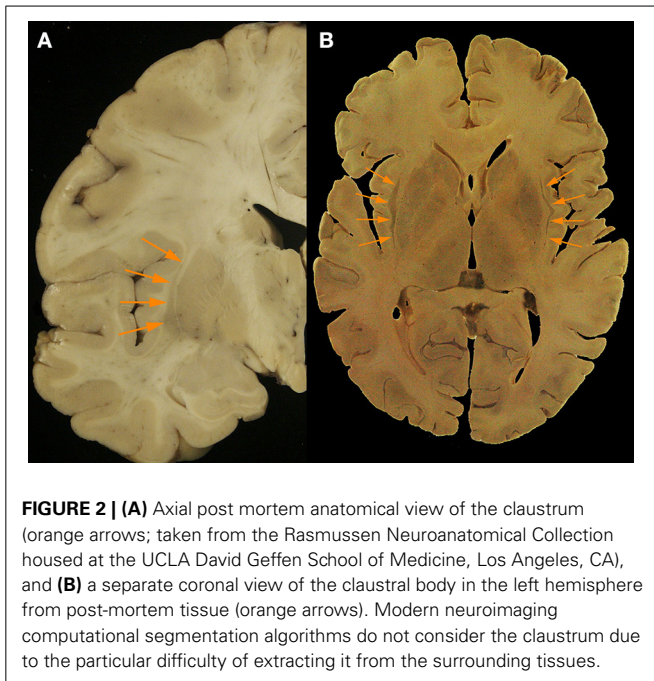 A
B
FIGURE 2 | (A) Axial post mortem anatomical view of the claustrum
(orange arrows; taken from the Rasmussen Neuroanatomical Collection
housed at the UCLA David Geffen School of Medicine, Los Angeles, CA),
and (B) a separate coronal view of the claustral body in the left hemisphere
from post-mortem tissue (orange arrows). Modern neuroimaging
computational segmentation algorithms do not consider the claustrum due
to the particular difficulty of extracting it from the surrounding tissues.